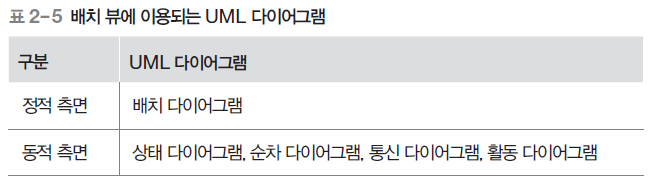 표 2-5 배치 뷰에 이용되는 UML 다이어그램
구분 UML 다이어그램
정적 측면 배치 다이어그램
동적 측면 상태 다이어그램, 순차 다이어그램, 통신 다이어그램, 활동 다이어그램